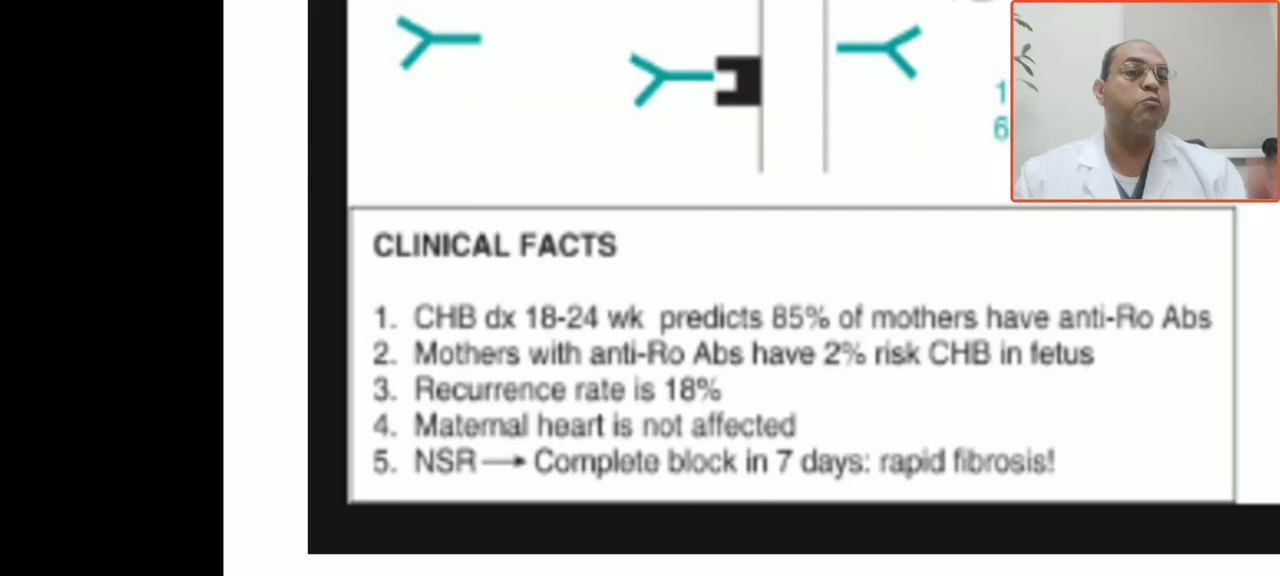 1
6
CLINICAL FACTS
1. CHB dx 18-24 wk predicts 85% of mothers have anti-Ro Abs
2. Mothers with anti-Ro Abs have 2% risk CHB in fetus
3. Recurrence rate is 18%
4. Maternal heart is not affected
5. NSR → Complete block in 7 days: rapid fibrosis!